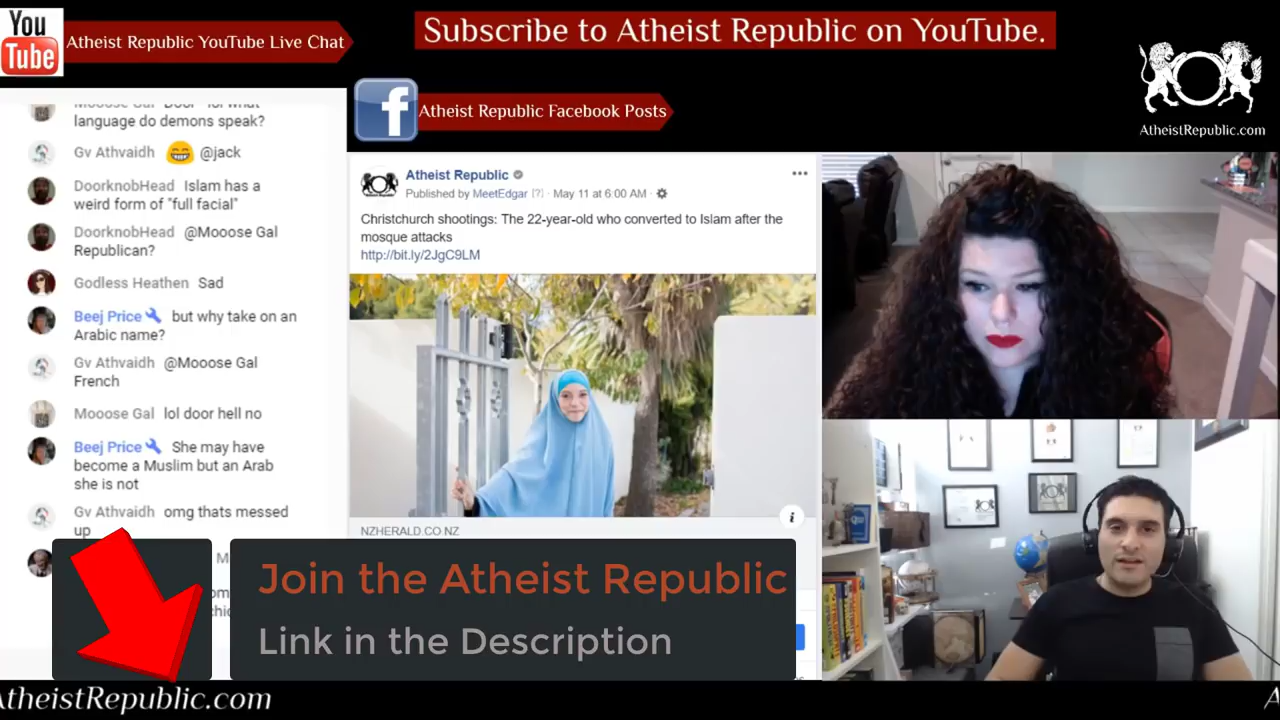 You
Tube
Atheist Republic YouTube Live Chat
Subscribe to Atheist Republic on YouTube.
AtheistRepublic.com
Atheist Republic Facebook Posts
Mooose Gal Door lol what
language do demons speak?
Gv Athvaidh @jack
DoorknobHead Islam has a
weird form of "full facial"
DoorknobHead @Mooose Gal
Republican?
Godless Heathen Sad
Beej Price but why take on an
Arabic name?
Gv Athvaidh @Mooose Gal
French
Mooose Gal lol door hell no
Beej Price She may have
become a Muslim but an Arab
she is not
Gv Athvaidh omg thats messed
up
Atheist Republic
Published by MeetEdgar [?] · May 11 at 6:00 AM ·
Christchurch shootings: The 22-year-old who converted to Islam after the
mosque attacks
http://bit.ly/2JgC9LM
NZHERALD.CO.NZ
Join the Atheist Republic
Link in the Description
AtheistRepublic.com